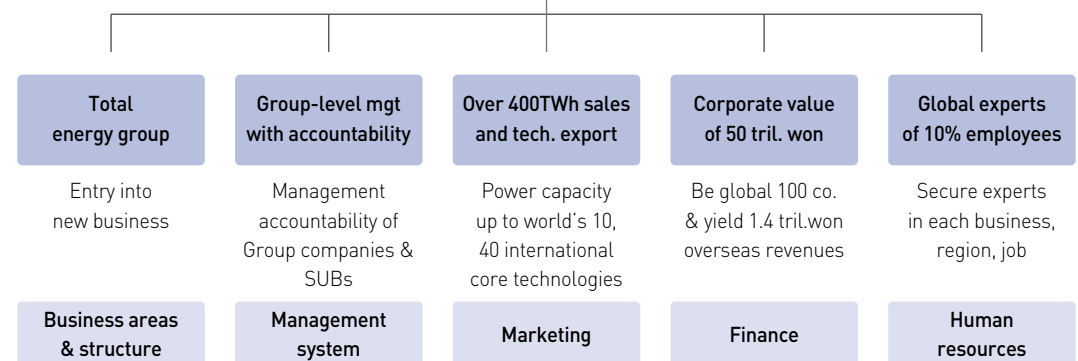 Total
energy group
Group-level mgt
with accountability
Over 400TWh sales
and tech. export
Corporate value
of 50 tril. won
Global experts
of 10% employees
Entry into
new business
Management
accountability of
Group companies &
SUBs
Power capacity
up to world's 10,
40 international
core technologies
Be global 100 co.
& yield 1.4 tril.won
overseas revenues
Secure experts
in each business,
region, job
Business areas
& structure
Management
system
Marketing
Finance
Human
resources